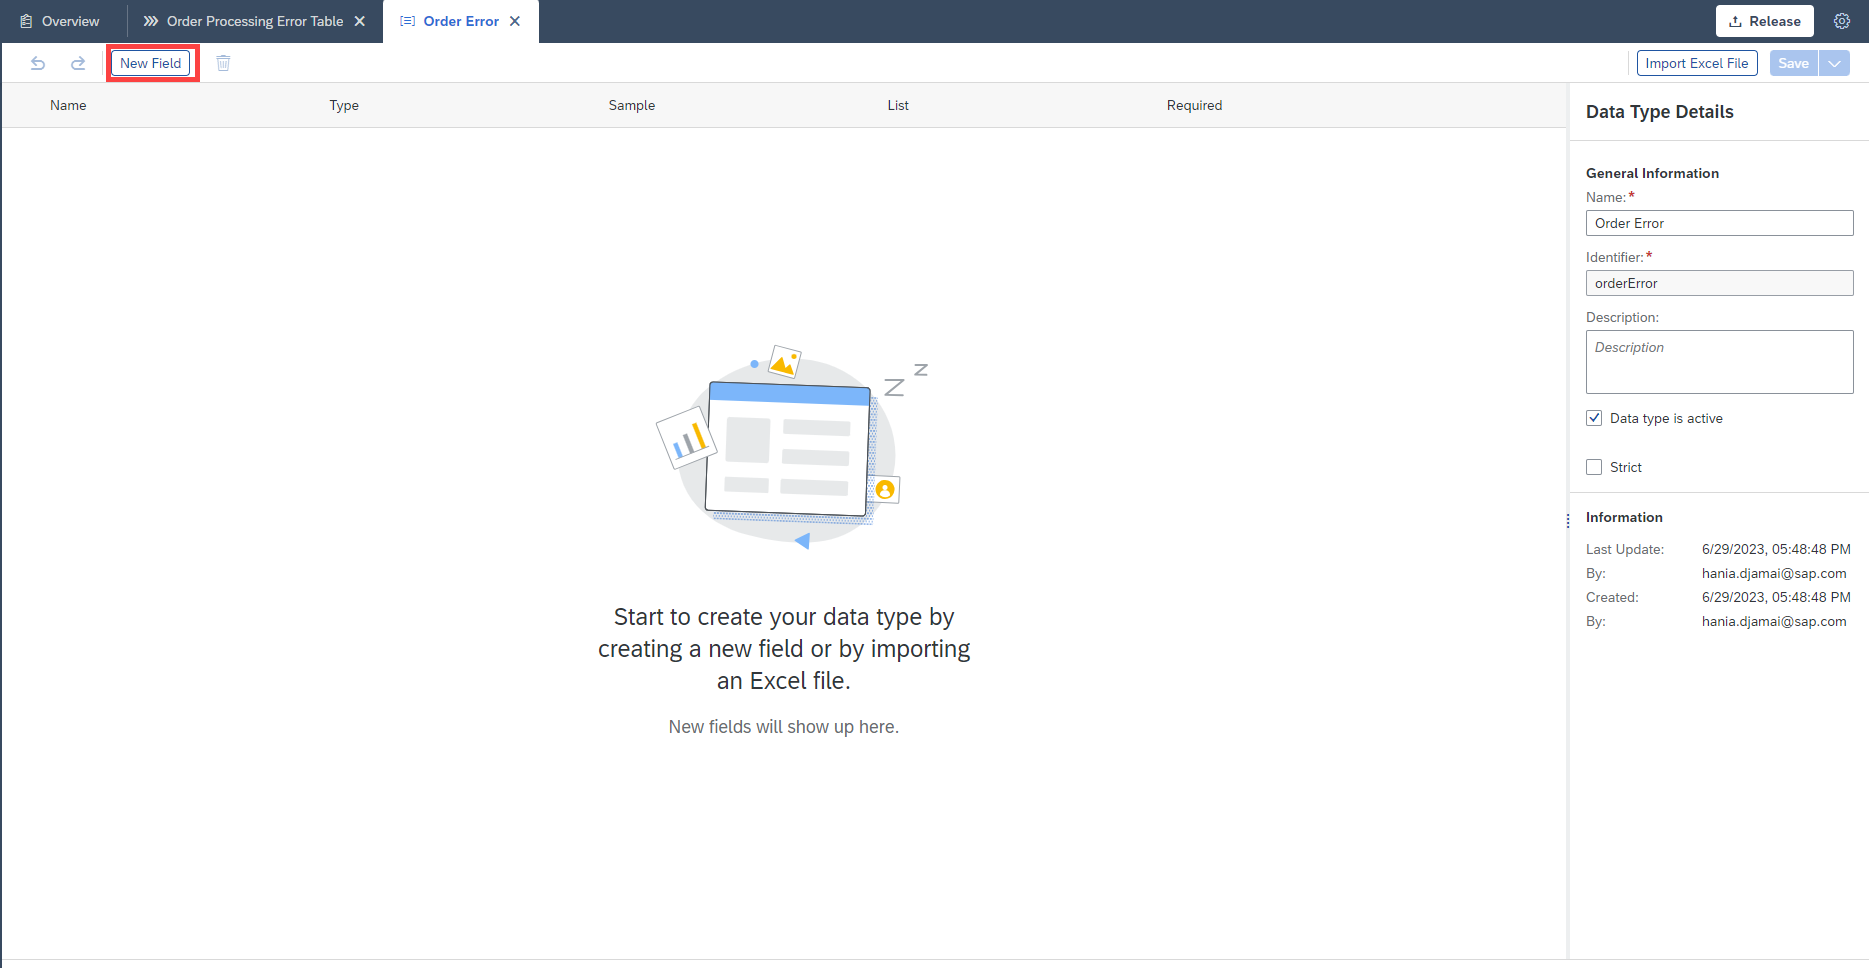 Overview
Order Processing Error Table
Order Error
Release
New Field
Import Excel File
Save
Name
Type
Sample
List
Required
Start to create your data type by
creating a new field or by importing
an Excel file.
New fields will show up here.
Z
Z
Data Type Details
General Information
Name:*
Order Error
Identifier:*
orderError
Description:
Description
Data type is active
Strict
Information
Last Update: 6/29/2023, 05:48:48 PM
By: hania.djamai@sap.com
Created: 6/29/2023, 05:48:48 PM
By: hania.djamai@sap.com